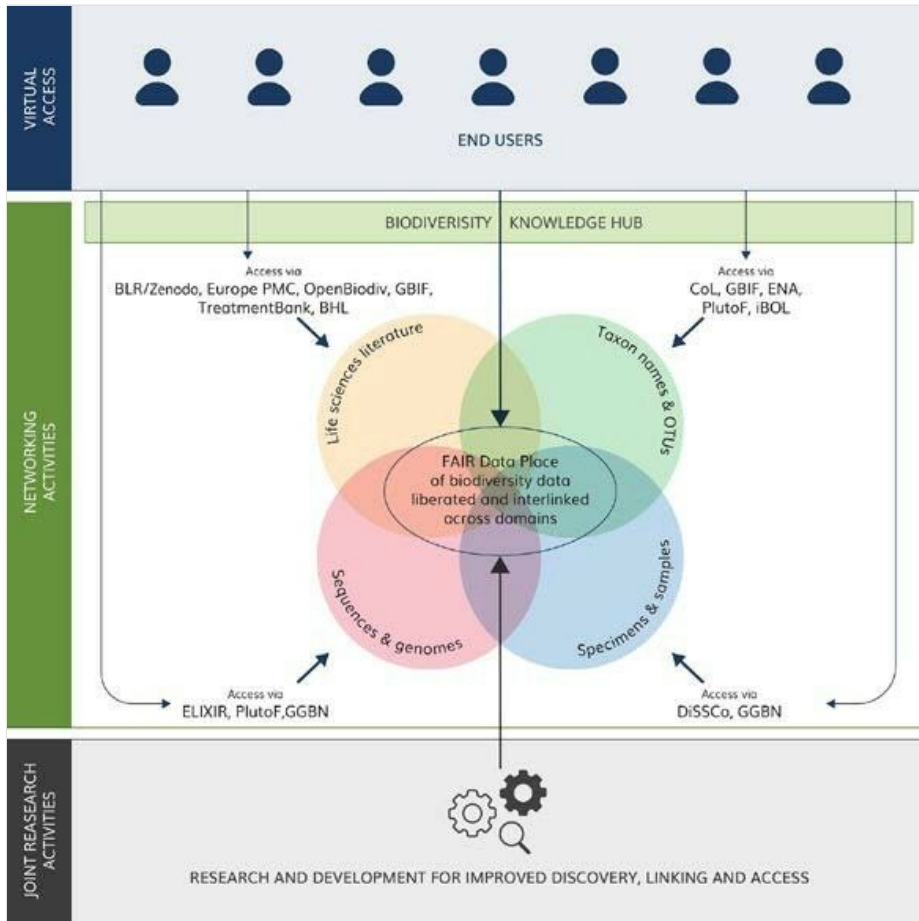 VIRTUAL
ACCESS
END USERS
NETWORKING
ACTIVITIES
BIODIVERISITY KNOWLEDGE HUB
Access via
BLR/Zenodo, Europe PMC, OpenBiodiv, GBIF,
TreatmentBank, BHL
Access via
CoL, GBIF, ENA,
PlutoF, iBOL
Life sciences literature
Taxon names & OTUs
FAIR Data Place
of biodiversity data
liberated and interlinked
across domains
Sequences & genomes
Specimens & samples
Access via
ELIXIR, PlutoF,GGBN
Access via
DiSSCo, GGBN
JOINT REASEARCH
ACTIVITIES
RESEARCH AND DEVELOPMENT FOR IMPROVED DISCOVERY, LINKING AND ACCESS